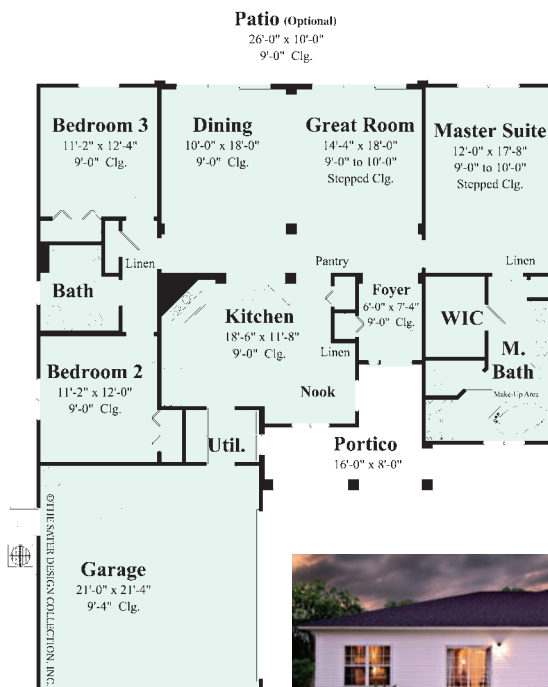 Patio (Optional)
26'-0" x 10'-0"
9'-0" Clg.
Bedroom 3
11'-2" x 12'-4"
9'-0" Clg.
Dining
10'-0" x 18'-0"
9'-0" Clg.
Great Room
14'-4" x 18'-0"
9'-0" to 10'-0"
Stepped Clg.
Master Suite
12'-0" x 17'-8"
9'-0" to 10'-0"
Stepped Clg.
Linen
Pantry
Linen
Bath
Kitchen
18'-6" x 11'-8"
9'-0" Clg.
Foyer
6'-0" x 7'-4"
9'-0" Clg.
WIC
Linen
M.
Bath
Make-Up Area
Bedroom 2
11'-2" x 12'-0"
9'-0" Clg.
Nook
Util.
Portico
16'-0" x 8'-0"
©THE SATER DESIGN COLLECTION, INC.
Garage
21'-0" x 21'-4"
9'-4" Clg.